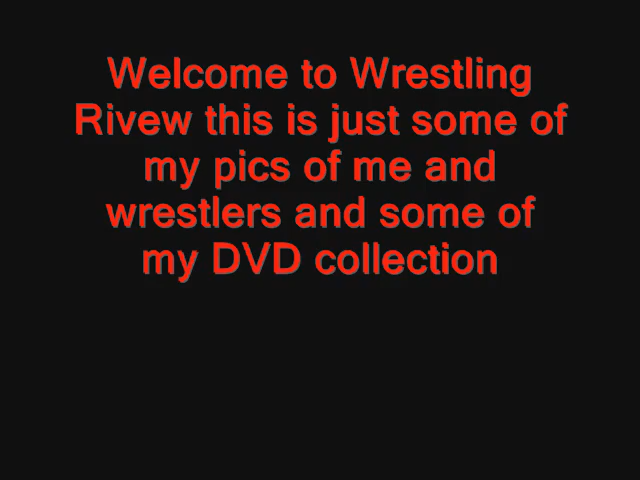 Welcome to Wrestling
Rivew this is just some of
my pics of me and
wrestlers and some of
my DVD collection